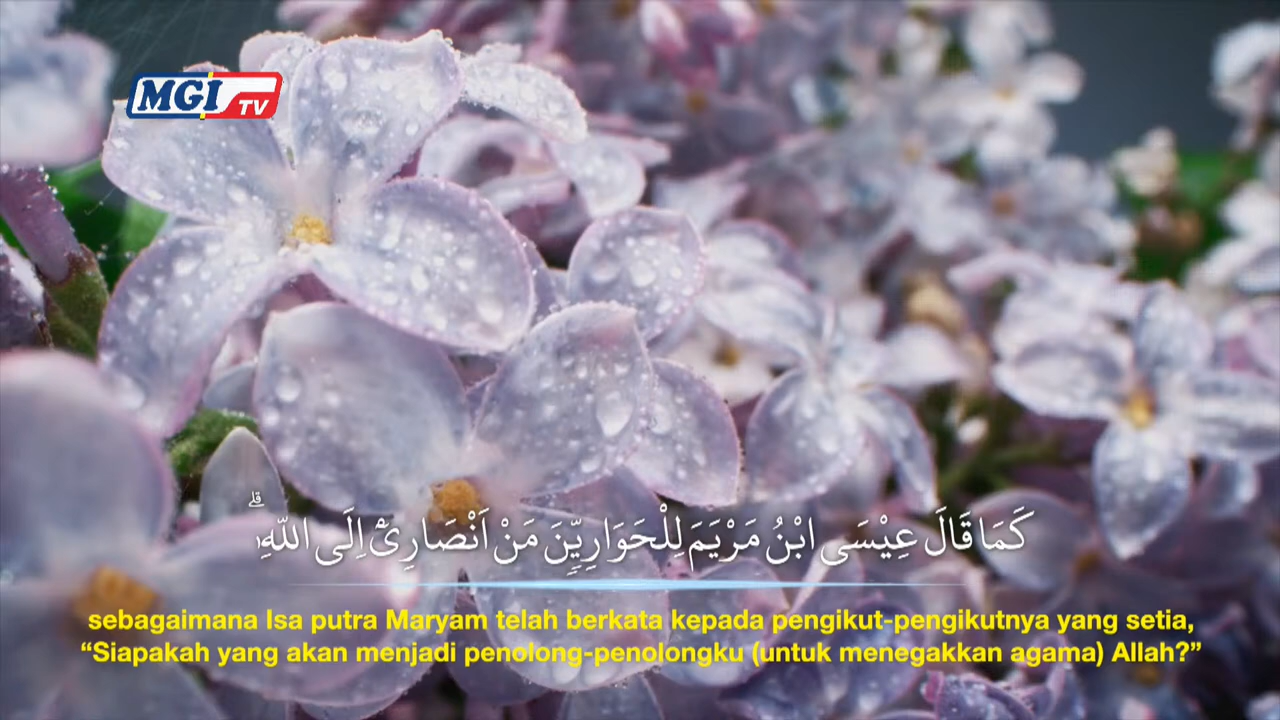 MGI TV
كَمَا قَالَ عِيْسَى ابْنُ مَرْيَمَ لِلْحَوَارِيّٖنَ مَنْ اَنْصَارِيْٓ اِلَى اللّٰهِ ۗ
sebagaimana Isa putra Maryam telah berkata kepada pengikut-pengikutnya yang setia,
“Siapakah yang akan menjadi penolong-penolongku (untuk menegakkan agama) Allah?”